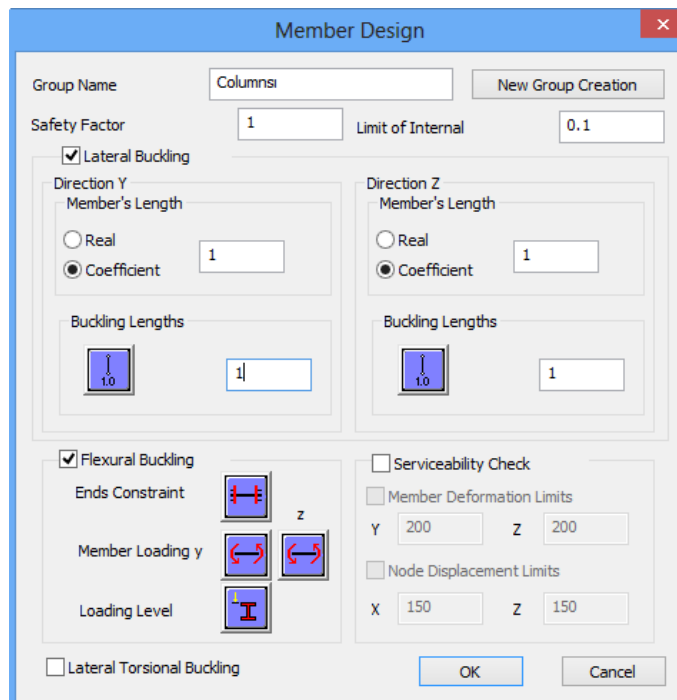 Member Design
Group Name
Columnsı
New Group Creation
Safety Factor
1
Limit of Internal
0.1
Lateral Buckling
Direction Y
Member's Length
Real
Coefficient
1
Buckling Lengths
1.0
1
Direction Z
Member's Length
Real
Coefficient
1
Buckling Lengths
1.0
1
Flexural Buckling
Ends Constraint
z
Member Loading y
Loading Level
Serviceability Check
Member Deformation Limits
Y 200 Z 200
Node Displacement Limits
X 150 Z 150
Lateral Torsional Buckling
OK
Cancel